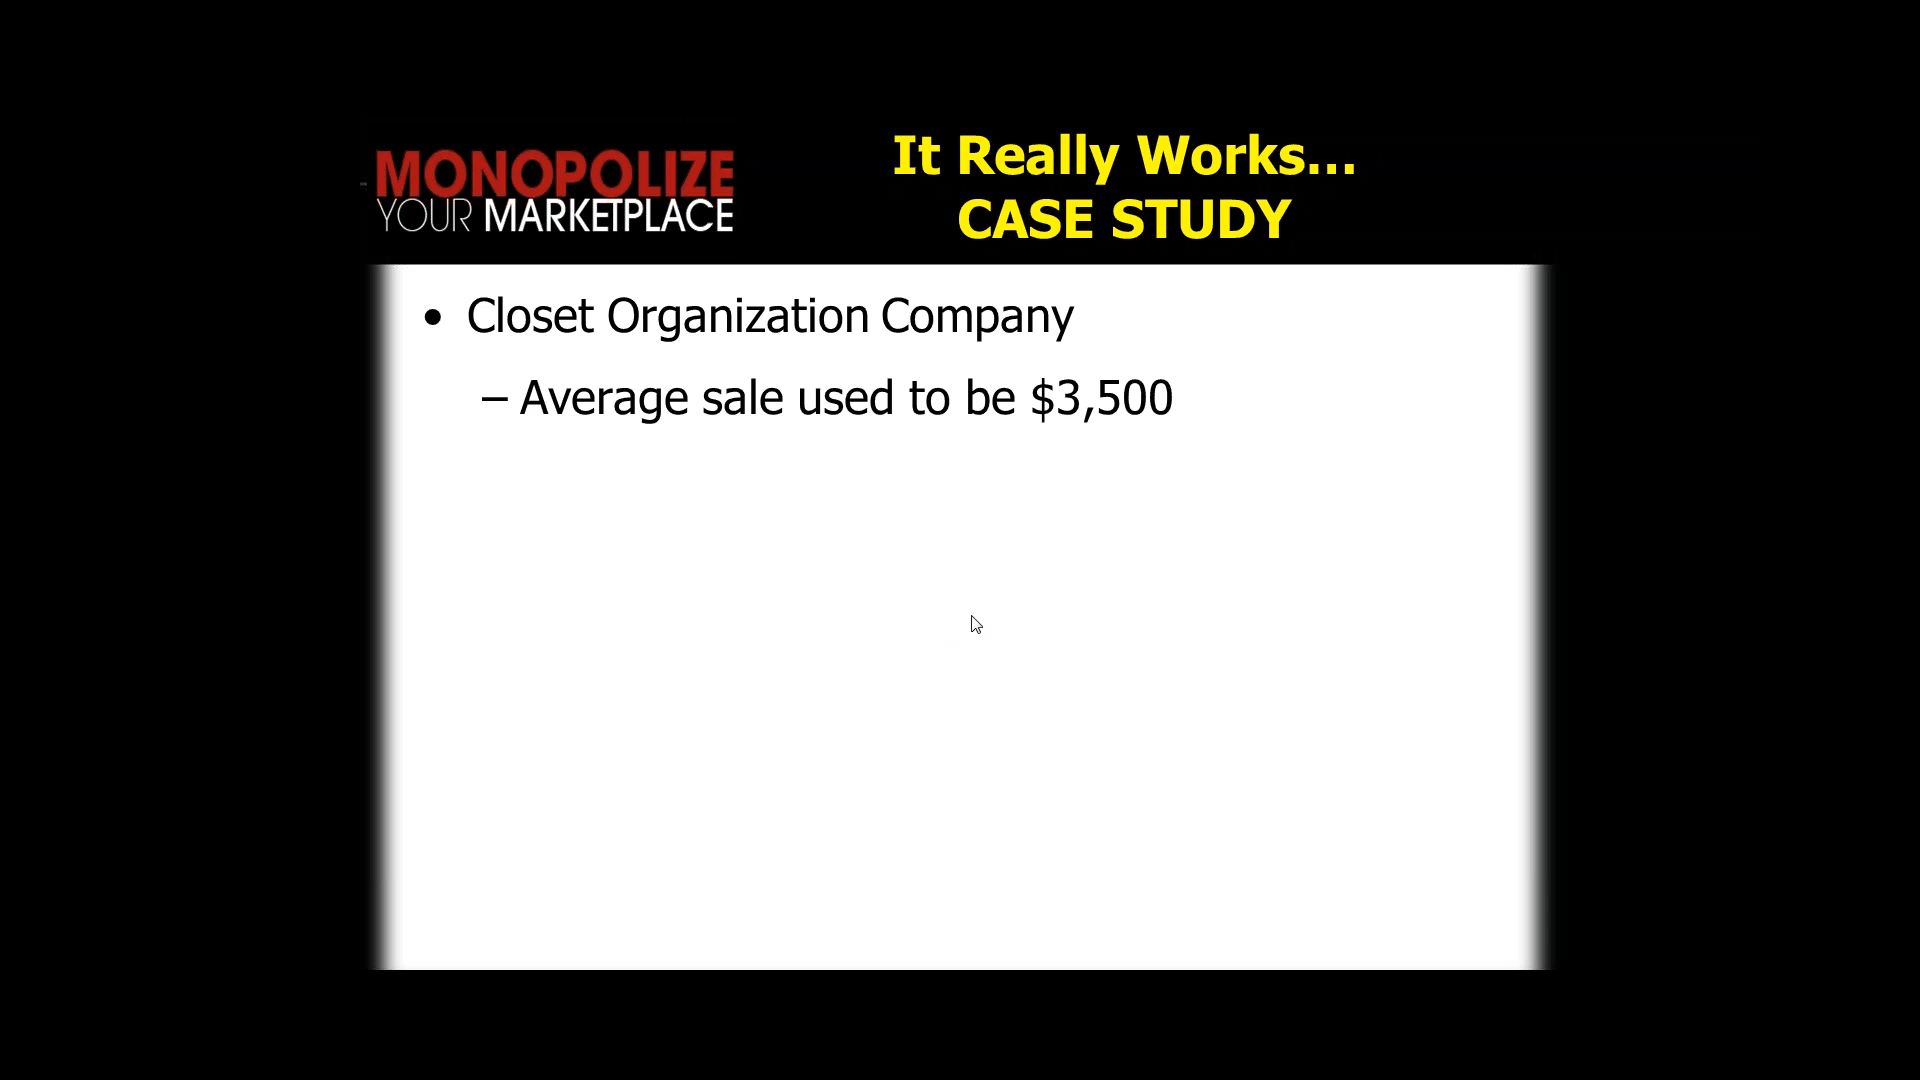 MONOPOLIZE
YOUR MARKETPLACE
It Really Works...
CASE STUDY
• Closet Organization Company
– Average sale used to be $3,500